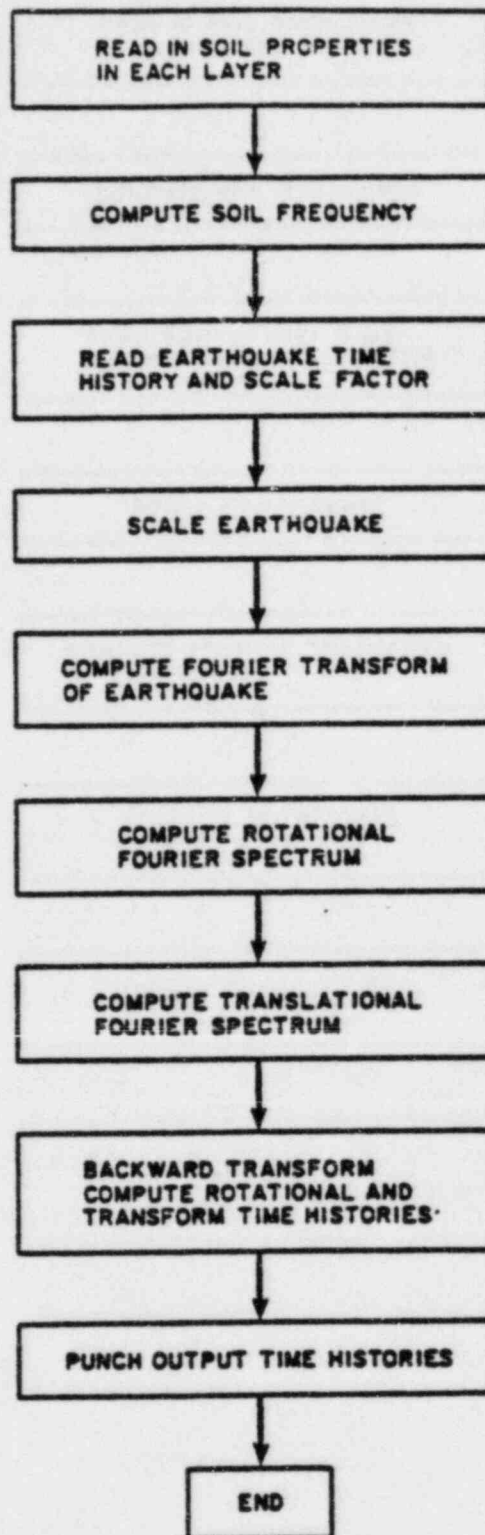 READ IN SOIL PROPERTIES
IN EACH LAYER
COMPUTE SOIL FREQUENCY
READ EARTHQUAKE TIME
HISTORY AND SCALE FACTOR
SCALE EARTHQUAKE
COMPUTE FOURIER TRANSFORM
OF EARTHQUAKE
COMPUTE ROTATIONAL
FOURIER SPECTRUM
COMPUTE TRANSLATIONAL
FOURIER SPECTRUM
BACKWARD TRANSFORM
COMPUTE ROTATIONAL AND
TRANSFORM TIME HISTORIES
PUNCH OUTPUT TIME HISTORIES
END